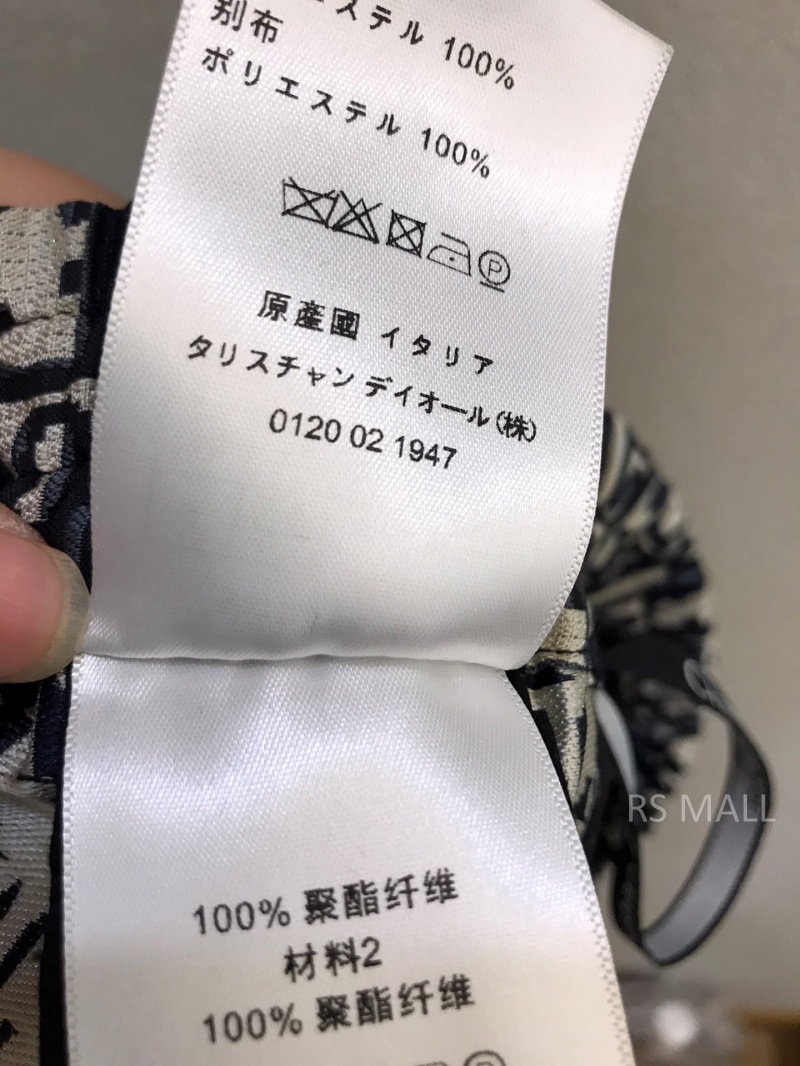 ステル 100%
別布
ポリエステル 100%
P
原產國 イタリア
タリスチャン デイオール(株)
0120 02 1947
RS MALL
100% 聚酯纤维
材料2
100% 聚酯纤维